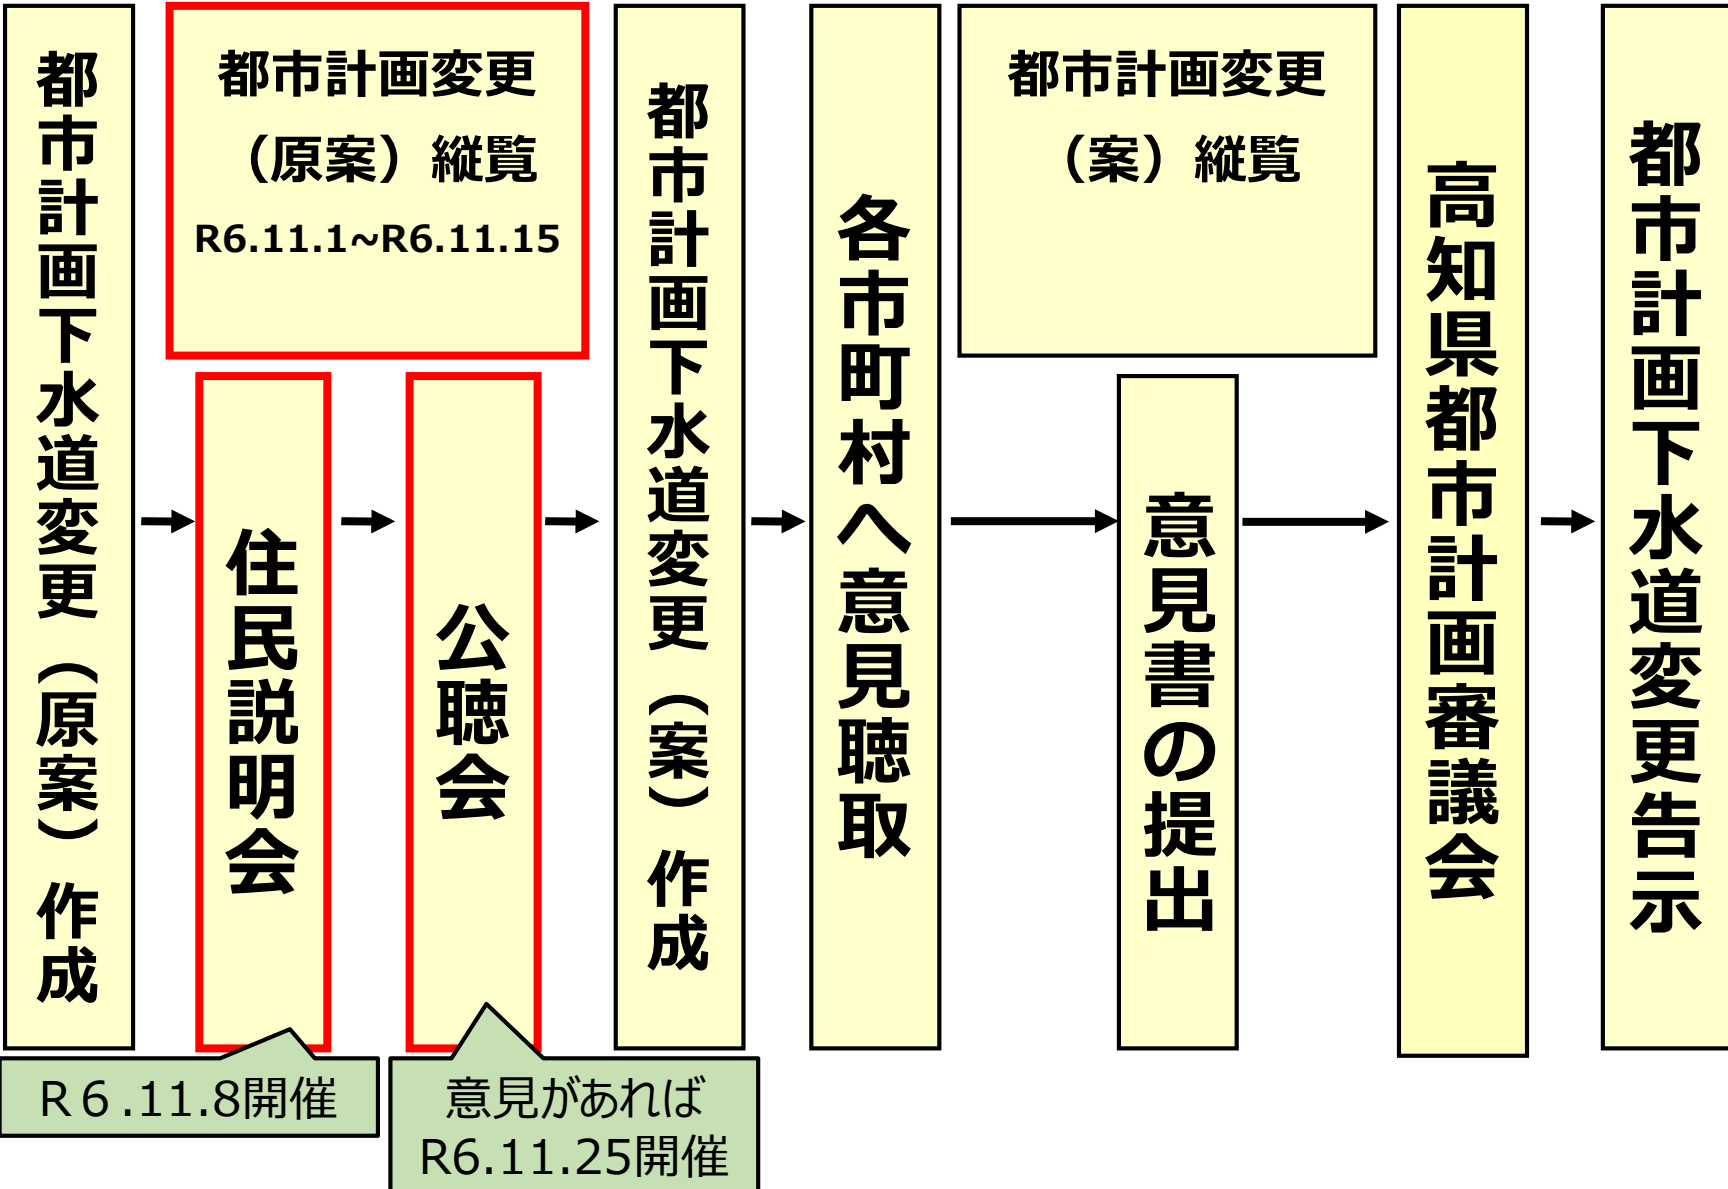 都市計画下水道変更（原案）作成
都市計画変更
（原案）縦覧
R6.11.1~R6.11.15
住民説明会
公聴会
都市計画下水道変更（案）作成
各市町村へ意見聴取
都市計画変更
（案）縦覧
意見書の提出
高知県都市計画審議会
都市計画下水道変更告示
R６.11.8開催
意見があれば
R6.11.25開催